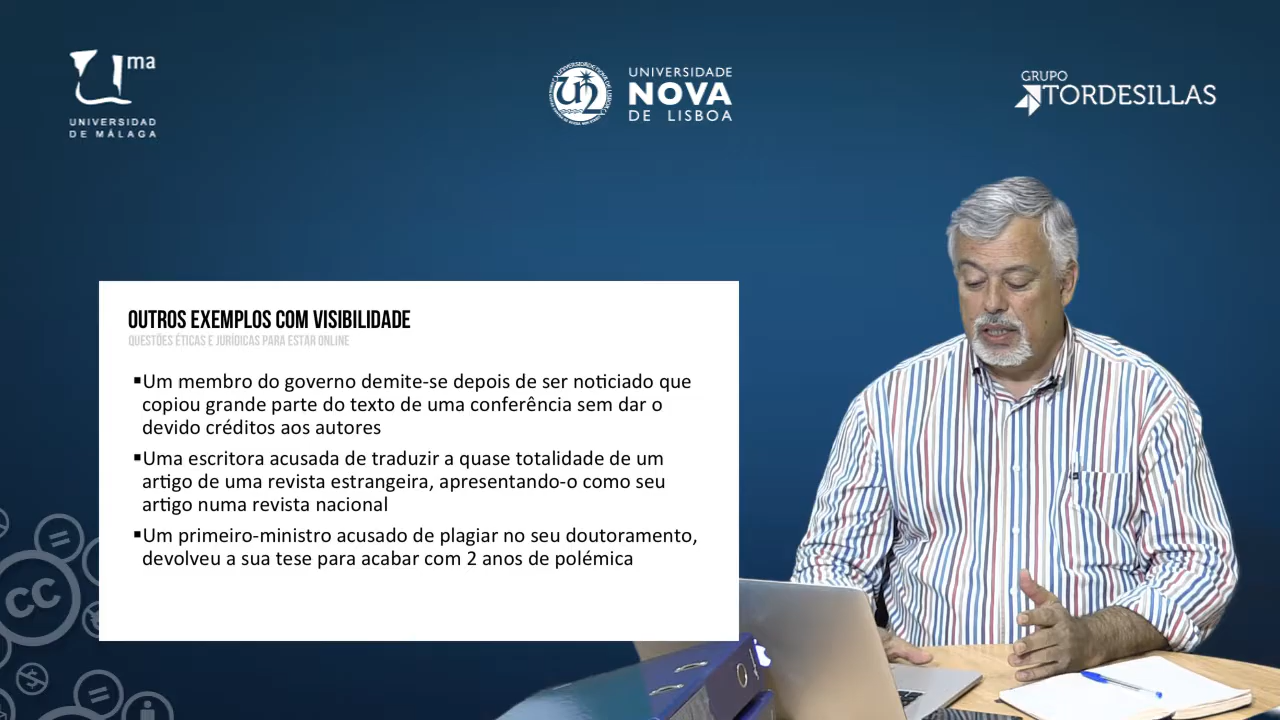 ma
UNIVERSIDAD
DE MÁLAGA
UNIVERSIDADE
NOVA
DE LISBOA
GRUPO
TORDESILLAS
OUTROS EXEMPLOS COM VISIBILIDADE
QUESTÕES ÉTICAS E JURÍDICAS PARA ESTAR ONLINE
▪Um membro do governo demite-se depois de ser noticiado que
copiou grande parte do texto de uma conferência sem dar o
devido créditos aos autores
▪Uma escritora acusada de traduzir a quase totalidade de um
artigo de uma revista estrangeira, apresentando-o como seu
artigo numa revista nacional
▪Um primeiro-ministro acusado de plagiar no seu doutoramento,
devolveu a sua tese para acabar com 2 anos de polémica
cc